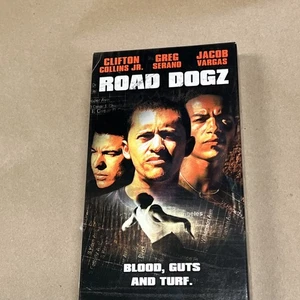 CLIFTON GREG JACOB
COLLINS JR. SERANO VARGAS
ROAD DOGZ
BLOOD, GUTS
AND TURF.